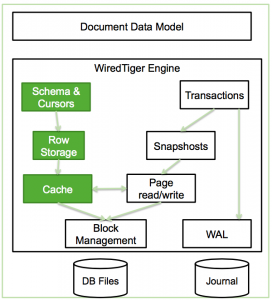 Document Data Model
WiredTiger Engine
Schema &
Cursors
Transactions
Row
Storage
Snapshosts
Cache
Page
read/write
Block
Management
WAL
DB Files
Journal